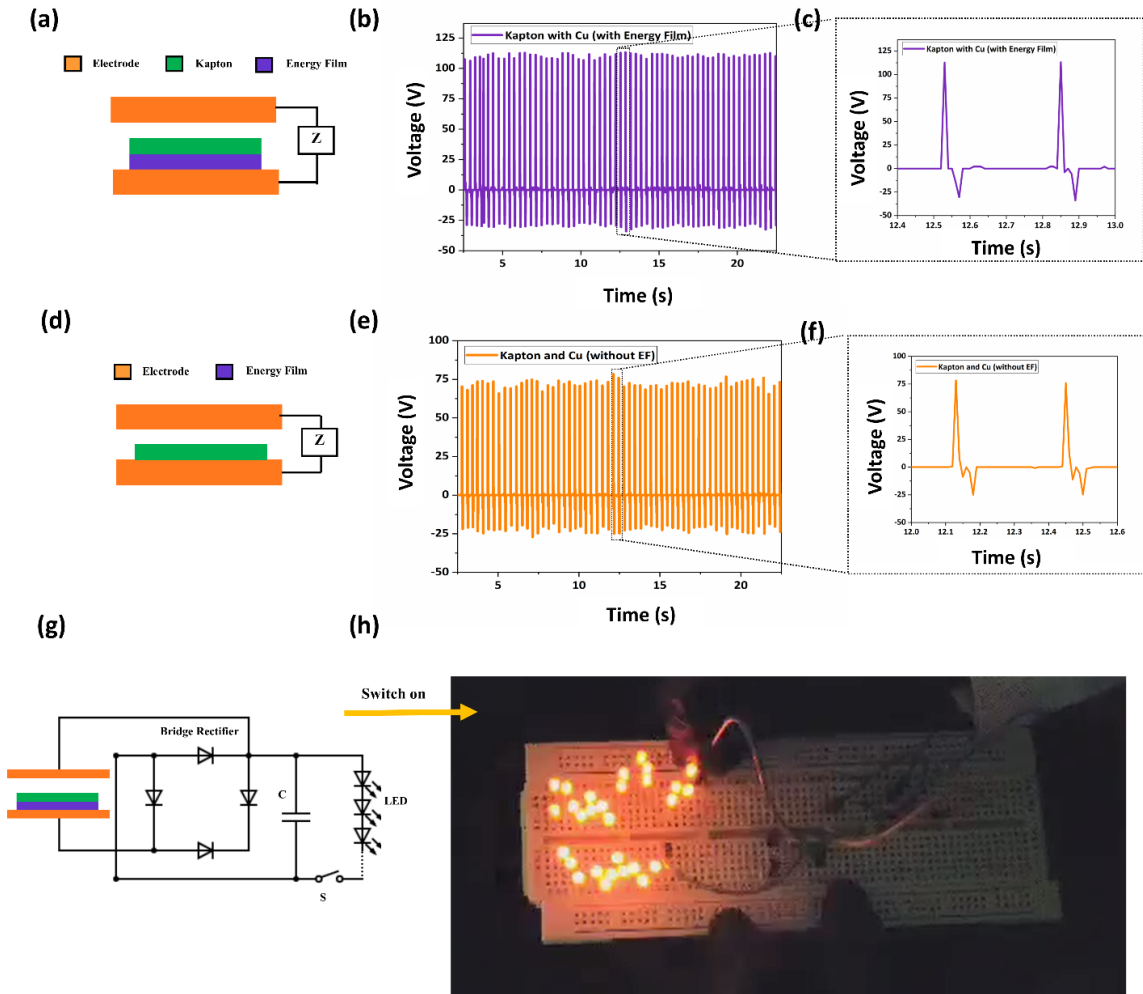 (a)
Electrode Kapton Energy Film
Z
(b)
Kapton with Cu (with Energy Film)
Voltage (V)
125
100
75
50
25
0
-25
-50
5 10 15 20
Time (s)
(c)
Kapton with Cu (with Energy Film)
Voltage (V)
125
100
75
50
25
0
-25
-50
12.4 12.5 12.6 12.7 12.8 12.9 13.0
Time (s)
(d)
Electrode Energy Film
Z
(e)
Kapton and Cu (without EF)
Voltage (V)
100
75
50
25
0
-25
-50
5 10 15 20
Time (s)
(f)
Kapton and Cu (without EF)
Voltage (V)
100
75
50
25
0
-25
-50
12.0 12.1 12.2 12.3 12.4 12.5 12.6
Time (s)
(g)
Bridge Rectifier
C
LED
S
(h)
Switch on